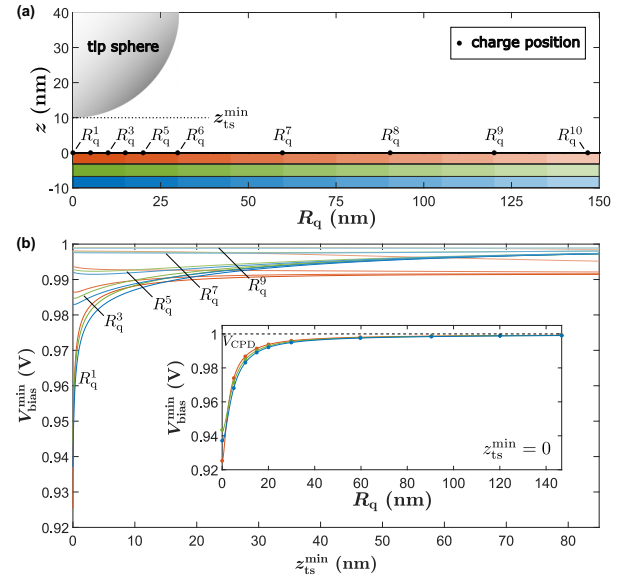 (a)
40
30
20
10
0
-10
z (nm)
tip sphere
charge position
z_ts^min
R_q^1 R_q^3 R_q^5 R_q^6 R_q^7 R_q^8 R_q^9 R_q^10
0 25 50 75 100 125 150
R_q (nm)
(b)
1
0.99
0.98
0.97
0.96
0.95
0.94
0.93
0.92
V_bias^min (V)
R_q^9
R_q^7
R_q^5
R_q^3
R_q^1
1
0.98
0.96
0.94
0.92
V_bias^min (V)
V_CPD
z_ts^min = 0
0 20 40 60 80 100 120 140
R_q (nm)
0 10 20 30 40 50 60 70 80
z_ts^min (nm)